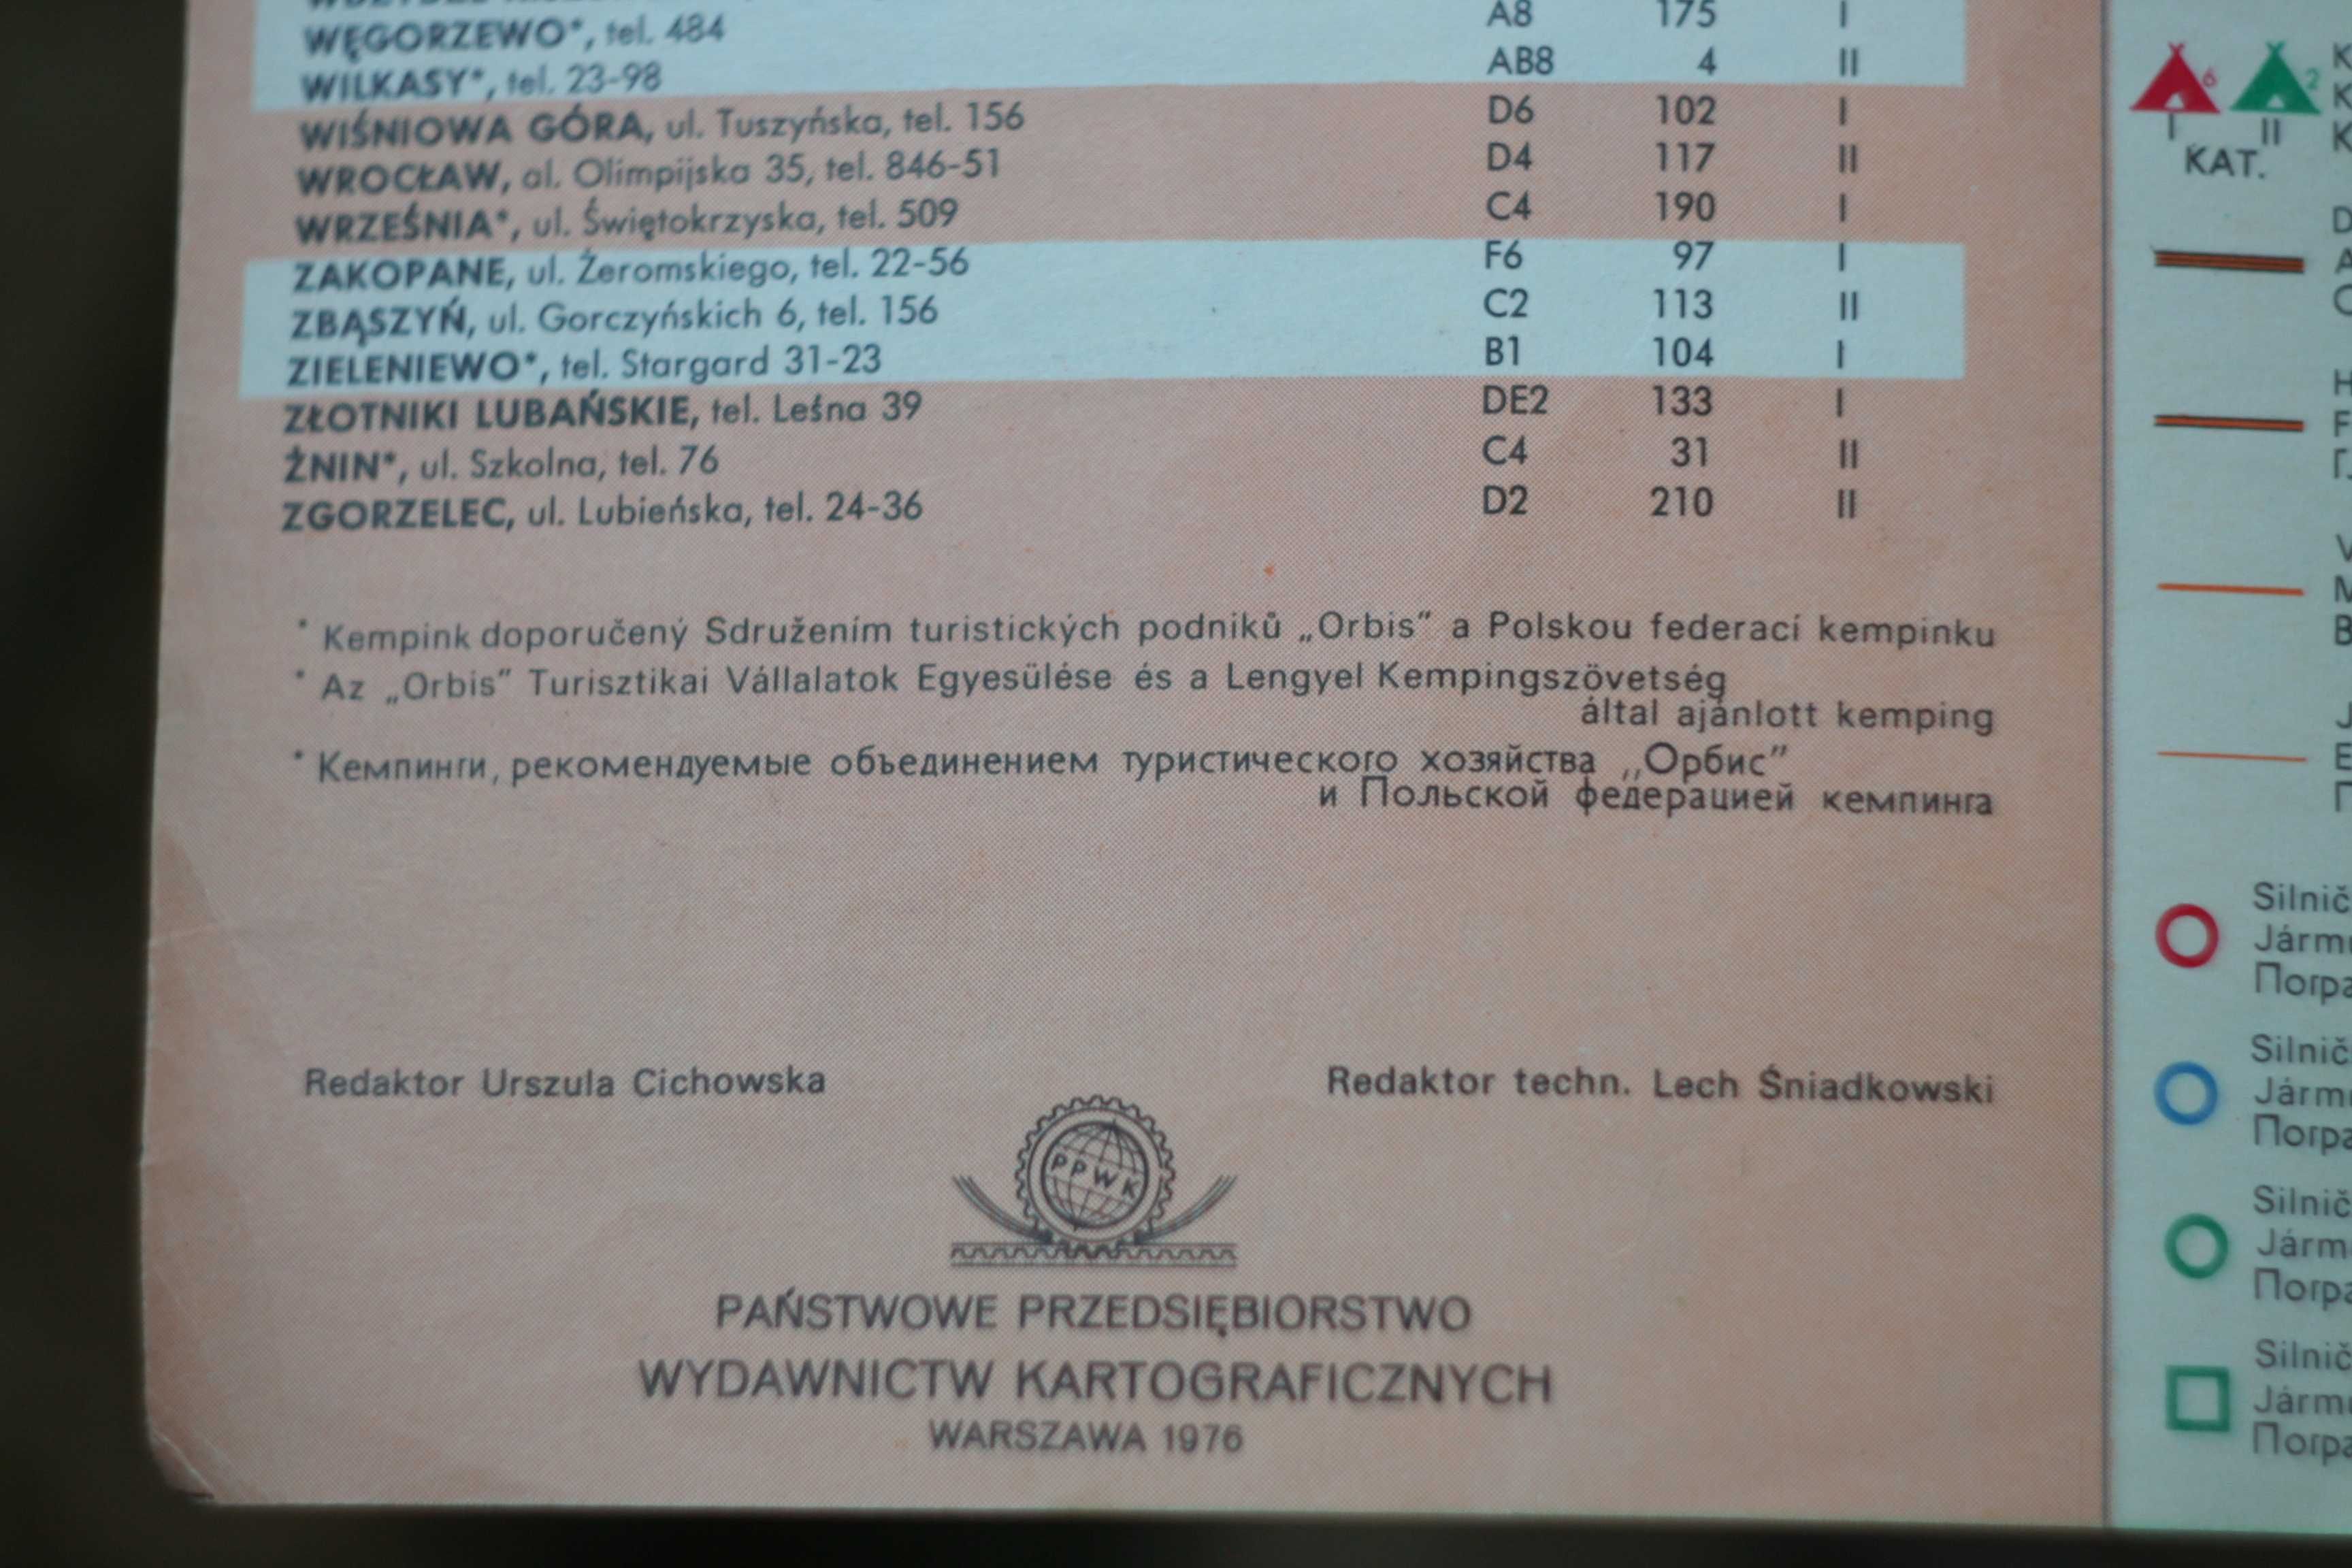 WĘGORZEWO*, tel. 484 A8 175 I
WILKASY*, tel. 23-98 AB8 4 II
WIŚNIOWA GÓRA, ul. Tuszyńska, tel. 156 D6 102 I
WROCŁAW, al. Olimpijska 35, tel. 846-51 D4 117 II
WRZEŚNIA*, ul. Świętokrzyska, tel. 509 C4 190 I
ZAKOPANE, ul. Żeromskiego, tel. 22-56 F6 97 I
ZBĄSZYŃ, ul. Gorczyńskich 6, tel. 156 C2 113 II
ZIELENIEWO*, tel. Stargard 31-23 B1 104 I
ZŁOTNIKI LUBAŃSKIE, tel. Leśna 39 DE2 133 I
ŻNIN*, ul. Szkolna, tel. 76 C4 31 II
ZGORZELEC, ul. Lubieńska, tel. 24-36 D2 210 II
* Kempink doporučený Sdružením turistických podniků „Orbis" a Polskou federací kempinku
* Az „Orbis" Turisztikai Vállalatok Egyesülése és a Lengyel Kempingszövetség
által ajánlott kemping
* Кемпинги, рекомендуемые объединением туристического хозяйства „Орбис"
и Польской федерацией кемпинга
Redaktor Urszula Cichowska
Redaktor techn. Lech Śniadkowski
PPWK
PAŃSTWOWE PRZEDSIĘBIORSTWO
WYDAWNICTW KARTOGRAFICZNYCH
WARSZAWA 1976
6 2
I II
KAT.
Silnič
Járm
Погра
Silnič
Járm
Погра
Silnič
Járm
Погра
Silnič
Járm
Погра